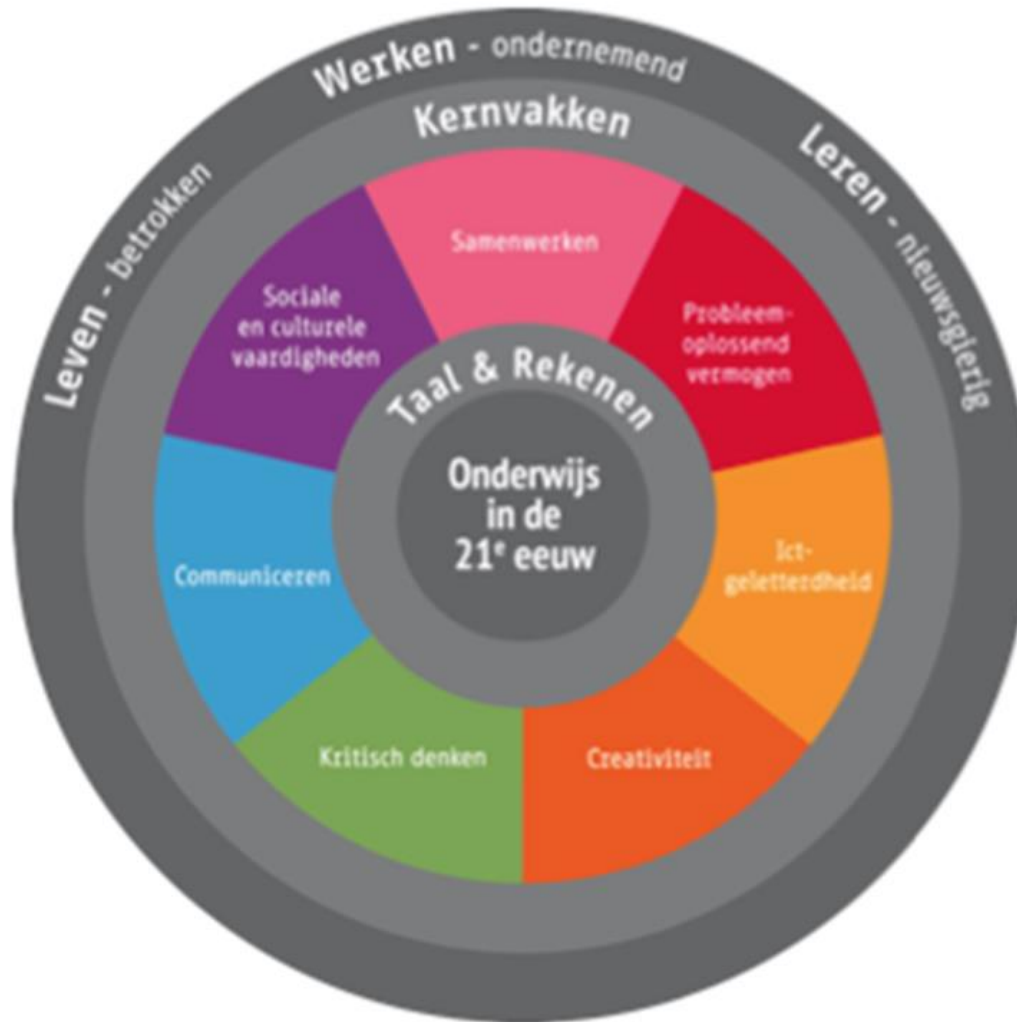 Werken - ondernemend
Leren - nieuwsgierig
Leven - betrokken
Kernvakken
Samenwerken
Probleem-
oplossend
vermogen
Ict-
geletterdheid
Creativiteit
Kritisch denken
Communiceren
Sociale
en culturele
vaardigheden
Taal & Rekenen
Onderwijs
in de
21e eeuw